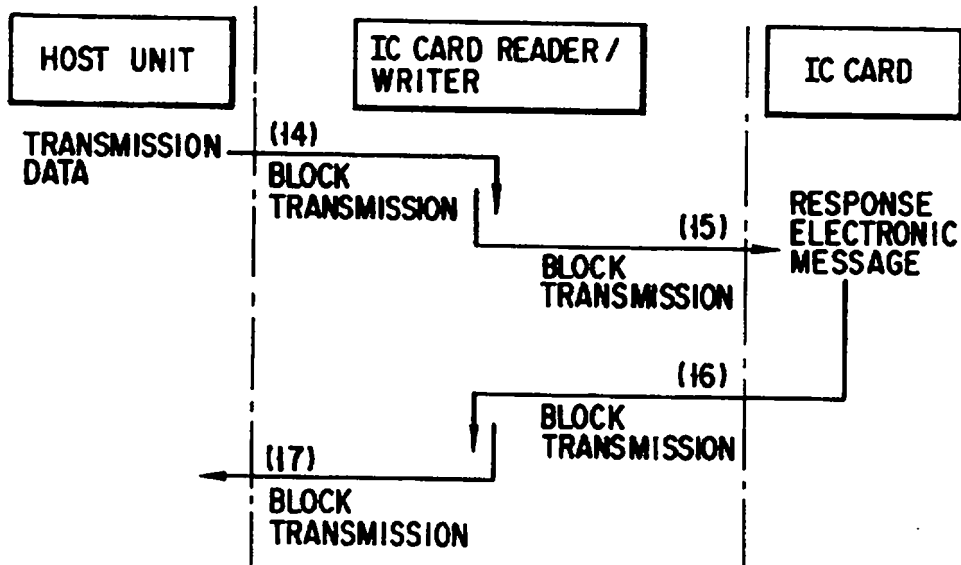 HOST UNIT
IC CARD READER /
WRITER
IC CARD
TRANSMISSION
DATA
(14)
BLOCK
TRANSMISSION
(15)
BLOCK
TRANSMISSION
RESPONSE
ELECTRONIC
MESSAGE
(16)
BLOCK
TRANSMISSION
(17)
BLOCK
TRANSMISSION